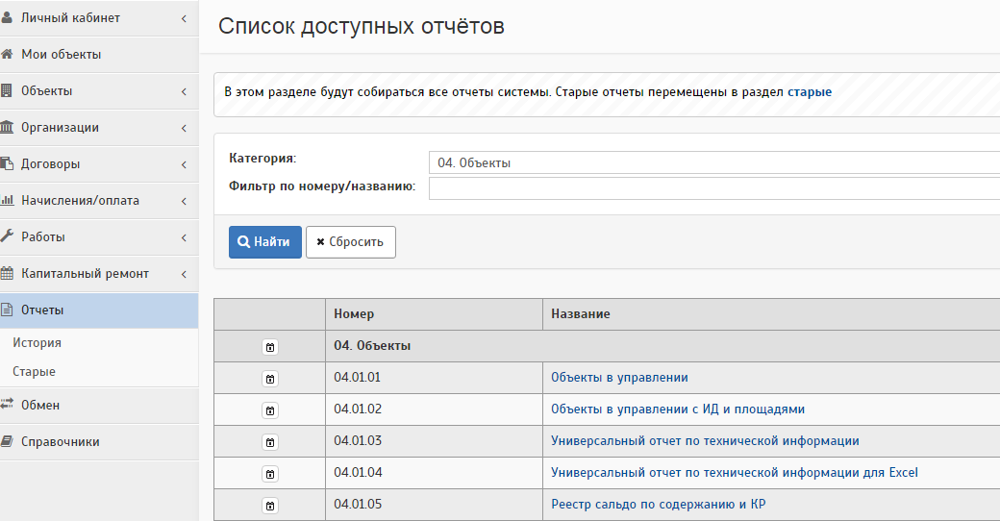 Личный кабинет
Мои объекты
Объекты
Организации
Договоры
Начисления/оплата
Работы
Капитальный ремонт
Отчеты
История
Старые
Обмен
Справочники
Список доступных отчётов
В этом разделе будут собираться все отчеты системы. Старые отчеты перемещены в раздел старые
Категория: 04. Объекты
Фильтр по номеру/названию:
Найти Сбросить
Номер Название
04. Объекты
04.01.01 Объекты в управлении
04.01.02 Объекты в управлении с ИД и площадями
04.01.03 Универсальный отчет по технической информации
04.01.04 Универсальный отчет по технической информации для Excel
04.01.05 Реестр сальдо по содержанию и КР